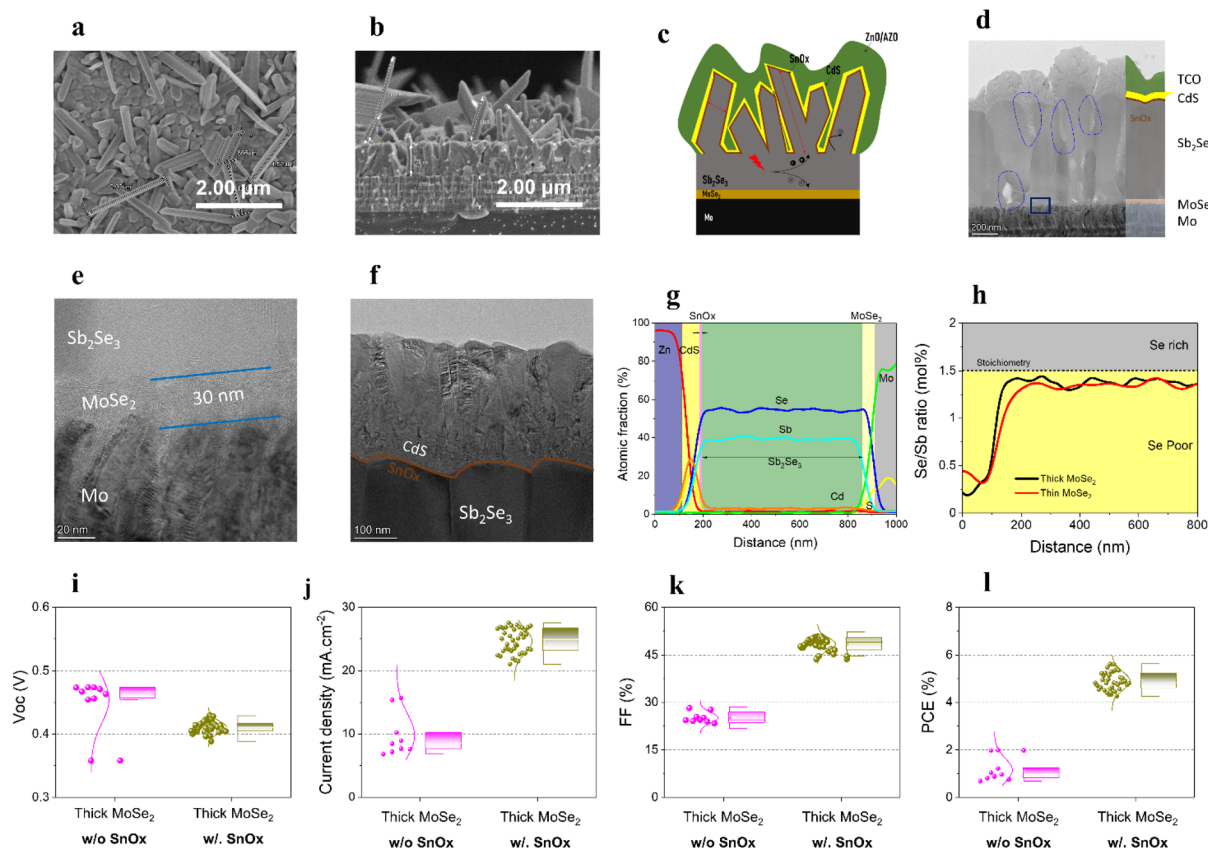 a
b
c
d
2.00 μm
2.00 μm
ZnO/AZO
SnOx
CdS
Sb₂Se₃
MoSe₂
Mo
TCO
CdS
SnOx
Sb₂Se
MoSe
Mo
200 nm
e
f
g
h
Sb₂Se₃
MoSe₂
30 nm
Mo
20 nm
CdS
SnOx
Sb₂Se₃
100 nm
SnOx
MoSe₂
100
80
60
40
20
0
Zn
CdS
Mo
Se
Sb
Sb₂Se₃
Cd
S
Atomic fraction (%)
0 200 400 600 800 1000
Distance (nm)
2
1.5
1
0.5
0
Se rich
Stoichiometry
Se Poor
Thick MoSe₂
Thin MoSe₂
Se/Sb ratio (mol%)
0 200 400 600 800
Distance (nm)
i
j
k
l
0.6
0.5
0.4
0.3
Voc (V)
Thick MoSe₂ Thick MoSe₂
w/o SnOx w/. SnOx
30
20
10
0
Current density (mA.cm⁻²)
Thick MoSe₂ Thick MoSe₂
w/o SnOx w/. SnOx
60
45
30
15
0
FF (%)
Thick MoSe₂ Thick MoSe₂
w/o SnOx w/. SnOx
8
6
4
2
0
PCE (%)
Thick MoSe₂ Thick MoSe₂
w/o SnOx w/. SnOx